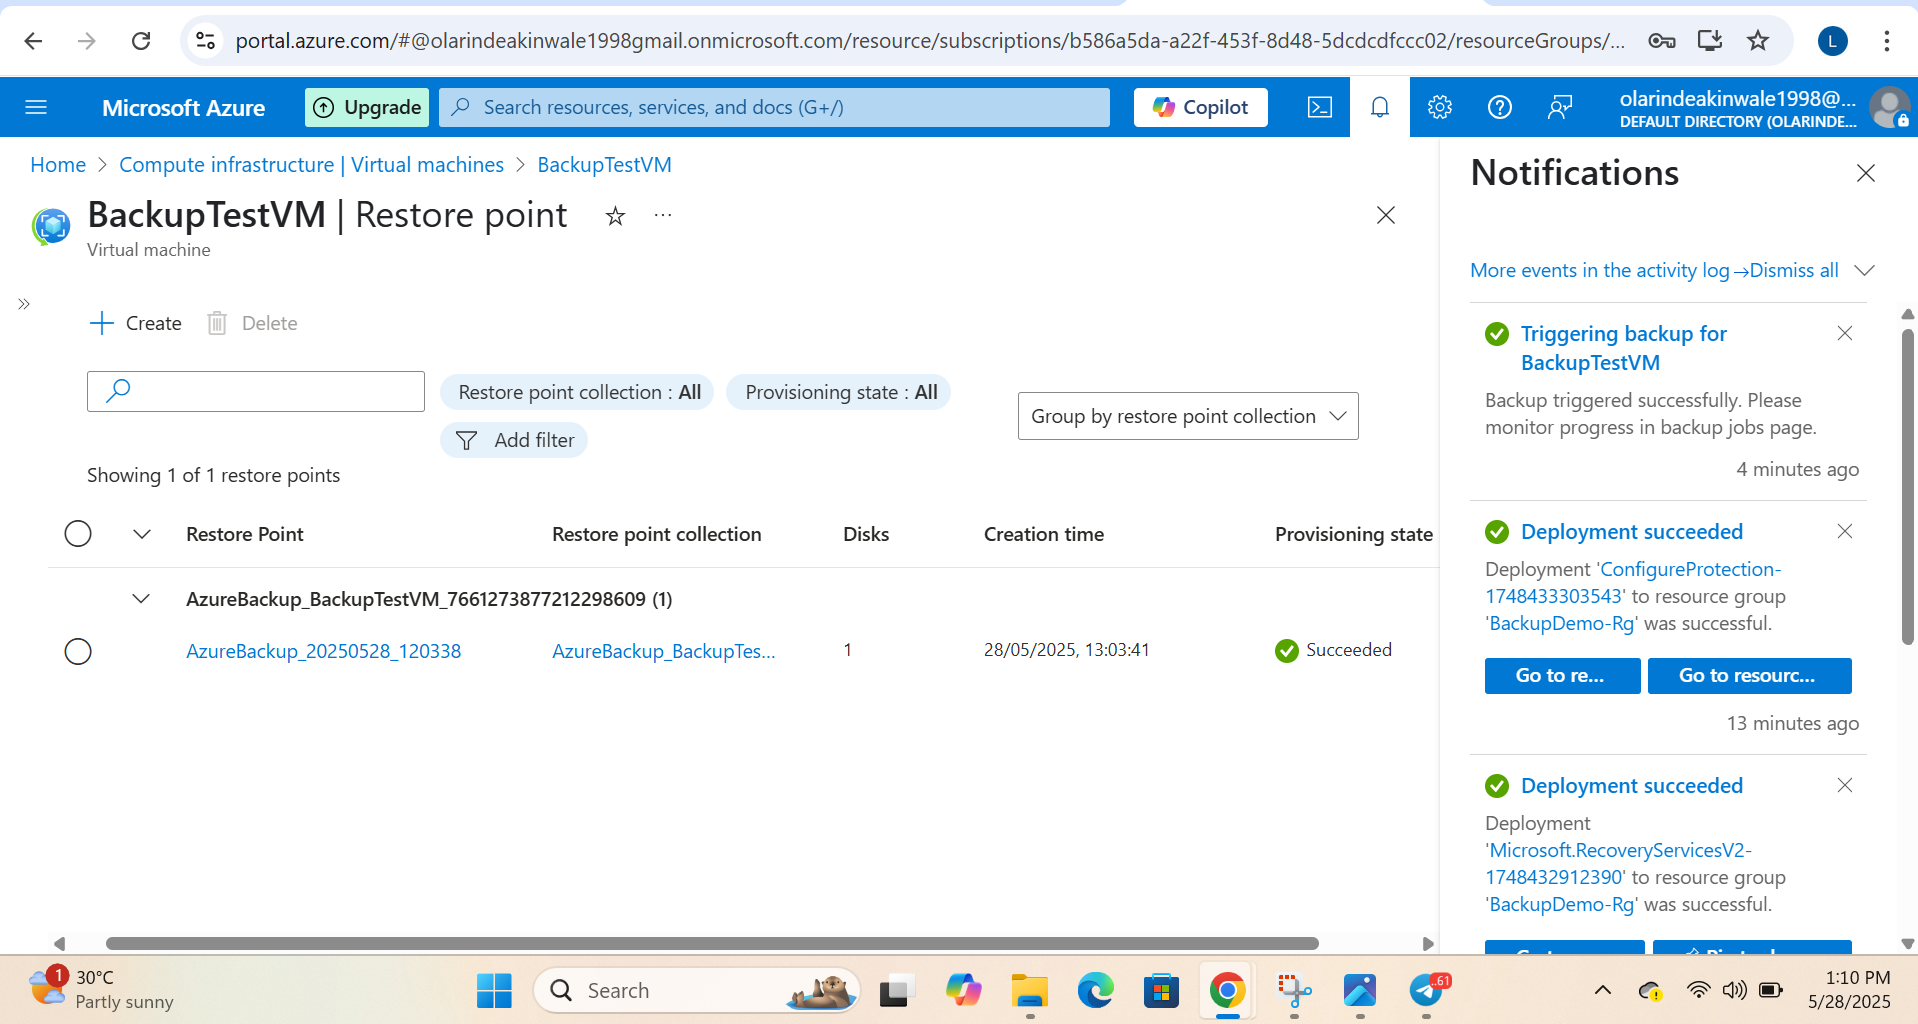 portal.azure.com/#@olarindeakinwale1998gmail.onmicrosoft.com/resource/subscriptions/b586a5da-a22f-453f-8d48-5dcdcdfccc02/resourceGroups/...
L
Microsoft Azure
Upgrade
Search resources, services, and docs (G+/)
Copilot
olarindeakinwale1998@...
DEFAULT DIRECTORY (OLARINDE...
Home > Compute infrastructure | Virtual machines > BackupTestVM
BackupTestVM | Restore point
Virtual machine
Create
Delete
Restore point collection : All
Provisioning state : All
Add filter
Group by restore point collection
Showing 1 of 1 restore points
Restore Point Restore point collection Disks Creation time Provisioning state
AzureBackup_BackupTestVM_7661273877212298609 (1)
AzureBackup_20250528_120338 AzureBackup_BackupTes... 1 28/05/2025, 13:03:41 Succeeded
Notifications
More events in the activity log → Dismiss all
Triggering backup for
BackupTestVM
Backup triggered successfully. Please
monitor progress in backup jobs page.
4 minutes ago
Deployment succeeded
Deployment 'ConfigureProtection-
1748433303543' to resource group
'BackupDemo-Rg' was successful.
Go to re... Go to resourc...
13 minutes ago
Deployment succeeded
Deployment
'Microsoft.RecoveryServicesV2-
1748432912390' to resource group
'BackupDemo-Rg' was successful.
1
30°C
Partly sunny
Search
..61
1:10 PM
5/28/2025